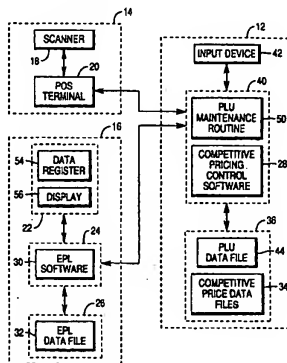 14
SCANNER
18
20
POS
TERMINAL
16
54
DATA
REGISTER
56
DISPLAY
22
24
30
EPL
SOFTWARE
26
32
EPL
DATA FILE
12
INPUT DEVICE
42
40
PLU
MAINTENANCE
ROUTINE
50
COMPETITIVE
PRICING
CONTROL
SOFTWARE
28
36
PLU
DATA FILE
44
COMPETITIVE
PRICE DATA
FILES
34